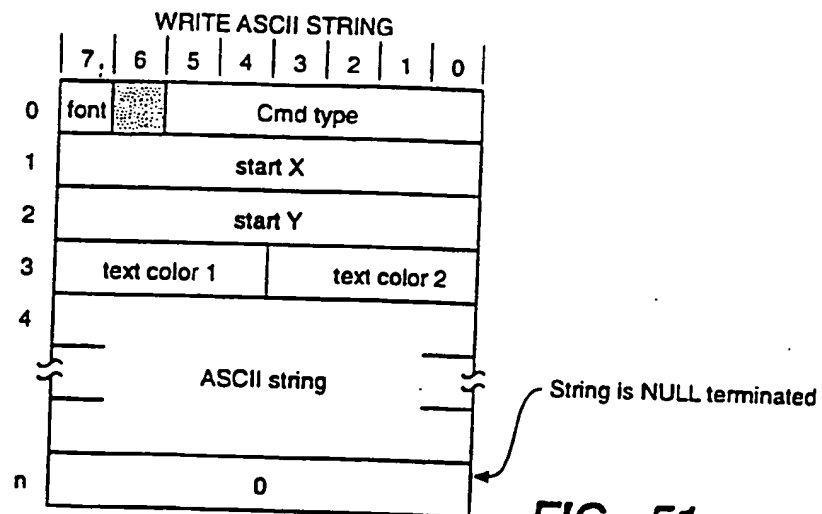 WRITE ASCII STRING
7 6 5 4 3 2 1 0
0 font Cmd type
1 start X
2 start Y
3 text color 1 text color 2
4
ASCII string
String is NULL terminated
n 0
FIG. 51